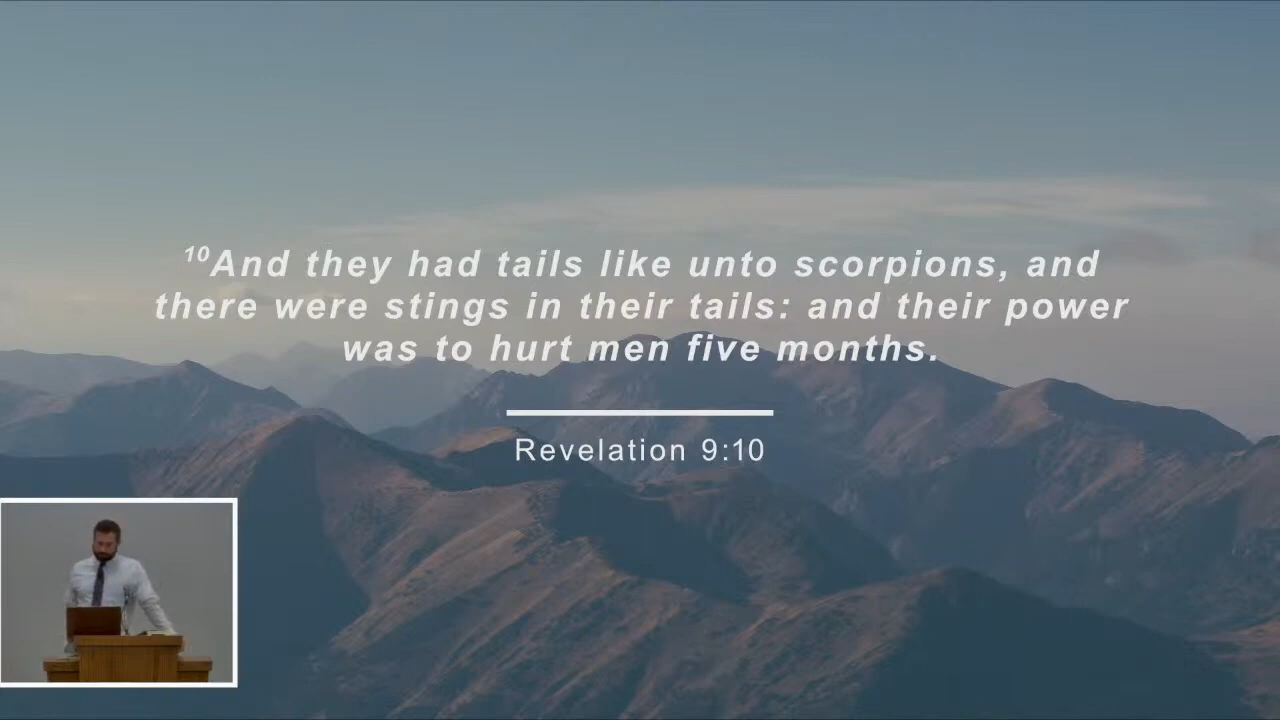 ¹⁰And they had tails like unto scorpions, and
there were stings in their tails: and their power
was to hurt men five months.
Revelation 9:10